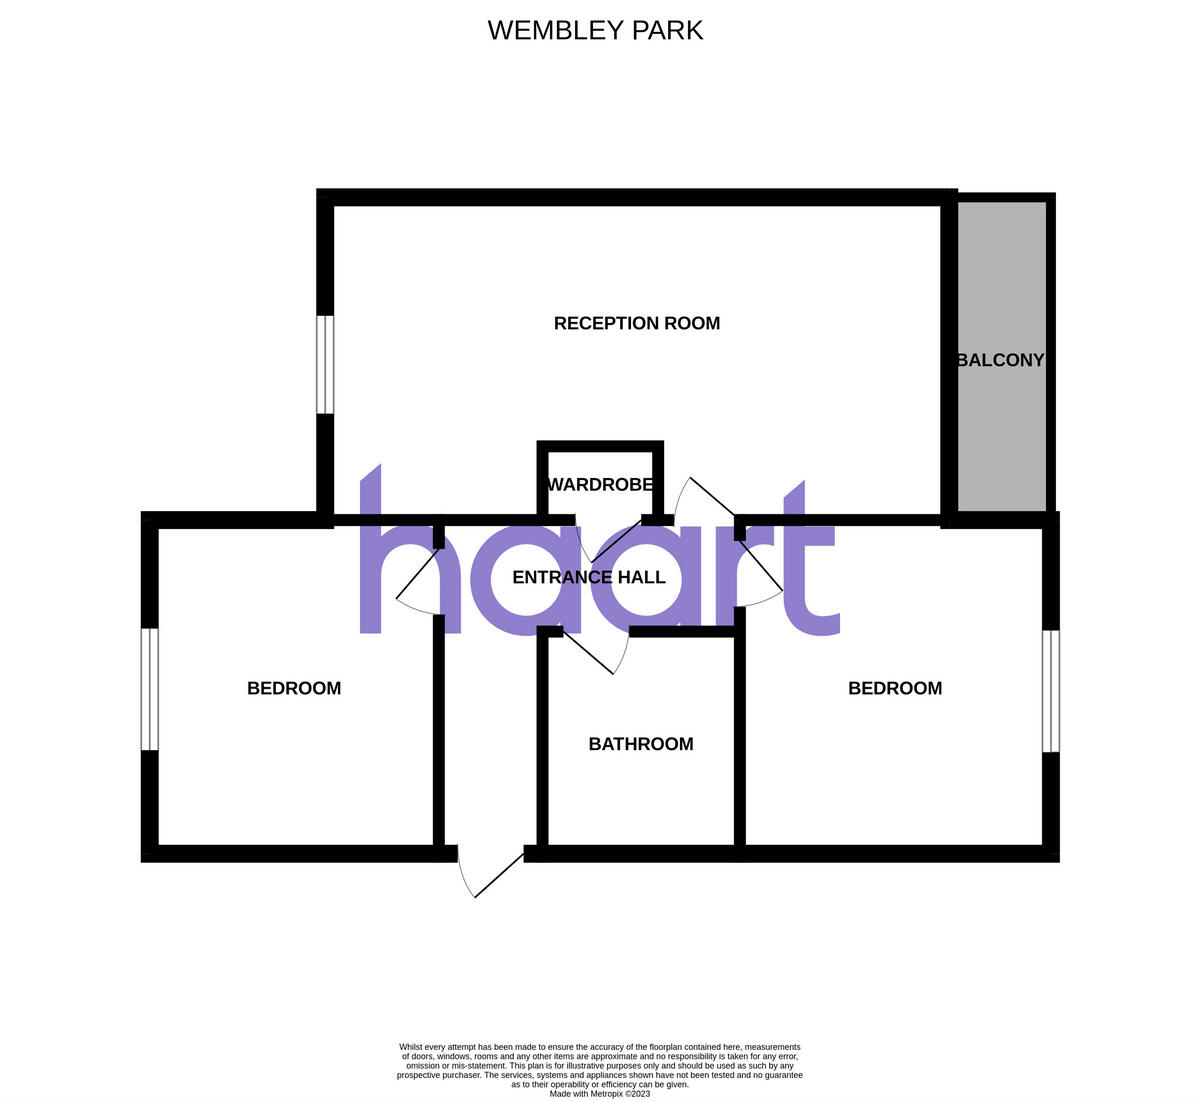 WEMBLEY PARK
RECEPTION ROOM
BALCONY
WARDROBE
haart
ENTRANCE HALL
BEDROOM
BEDROOM
BATHROOM
Whilst every attempt has been made to ensure the accuracy of the floorplan contained here, measurements
of doors, windows, rooms and any other items are approximate and no responsibility is taken for any error,
omission or mis-statement. This plan is for illustrative purposes only and should be used as such by any
prospective purchaser. The services, systems and appliances shown have not been tested and no guarantee
as to their operability or efficiency can be given.
Made with Metropix ©2023